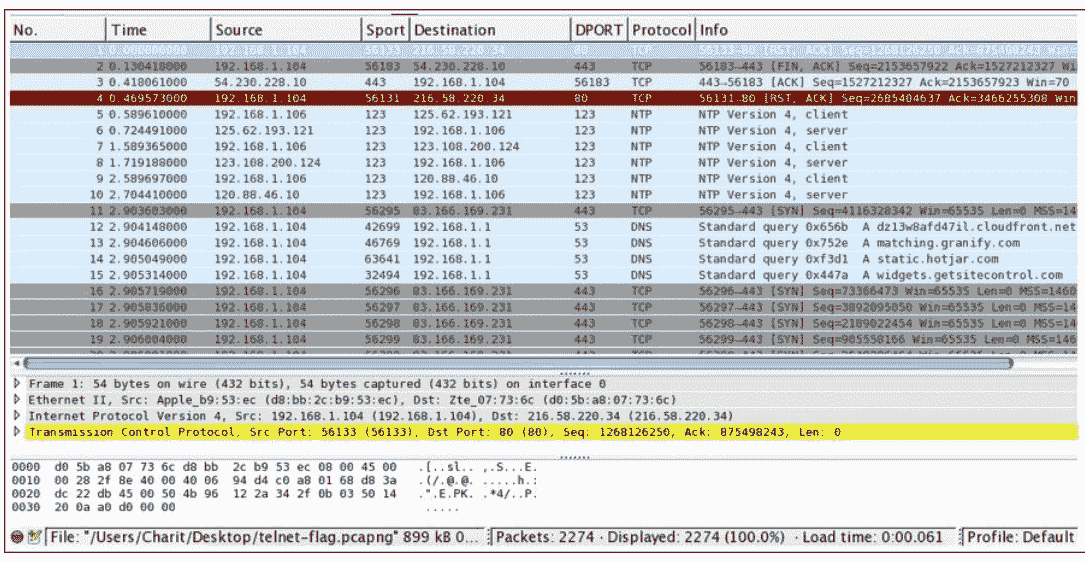 No. Time Source Sport Destination DPORT Protocol Info
1 0.000000000 192.168.1.104 56133 216.58.220.34 80 TCP 56133→80 [RST, ACK] Seq=1268126250 Ack=875498243 Win=
2 0.130418000 192.168.1.104 56183 54.230.228.10 443 TCP 56183→443 [FIN, ACK] Seq=2153657922 Ack=1527212327 Wi
3 0.418061000 54.230.228.10 443 192.168.1.104 56183 TCP 443→56183 [ACK] Seq=1527212327 Ack=2153657923 Win=70
4 0.469573000 192.168.1.104 56131 216.58.220.34 80 TCP 56131→80 [RST, ACK] Seq=2685404637 Ack=3466255308 Win
5 0.589610000 192.168.1.106 123 125.62.193.121 123 NTP NTP Version 4, client
6 0.724491000 125.62.193.121 123 192.168.1.106 123 NTP NTP Version 4, server
7 1.589365000 192.168.1.106 123 123.108.200.124 123 NTP NTP Version 4, client
8 1.719188000 123.108.200.124 123 192.168.1.106 123 NTP NTP Version 4, server
9 2.589697000 192.168.1.106 123 120.88.46.10 123 NTP NTP Version 4, client
10 2.704410000 120.88.46.10 123 192.168.1.106 123 NTP NTP Version 4, server
11 2.903603000 192.168.1.104 56295 83.166.169.231 443 TCP 56295→443 [SYN] Seq=4116328342 Win=65535 Len=0 MSS=14
12 2.904148000 192.168.1.104 42699 192.168.1.1 53 DNS Standard query 0x656b A dz13w8afd47il.cloudfront.net
13 2.904606000 192.168.1.104 46769 192.168.1.1 53 DNS Standard query 0x752e A matching.granify.com
14 2.905049000 192.168.1.104 63641 192.168.1.1 53 DNS Standard query 0xf3d1 A static.hotjar.com
15 2.905314000 192.168.1.104 32494 192.168.1.1 53 DNS Standard query 0x447a A widgets.getsitecontrol.com
16 2.905719000 192.168.1.104 56296 83.166.169.231 443 TCP 56296→443 [SYN] Seq=73366473 Win=65535 Len=0 MSS=1460
17 2.905836000 192.168.1.104 56297 83.166.169.231 443 TCP 56297→443 [SYN] Seq=3892095050 Win=65535 Len=0 MSS=14
18 2.905921000 192.168.1.104 56298 83.166.169.231 443 TCP 56298→443 [SYN] Seq=2189022454 Win=65535 Len=0 MSS=14
19 2.906004000 192.168.1.104 56299 83.166.169.231 443 TCP 56299→443 [SYN] Seq=905558166 Win=65535 Len=0 MSS=146
Frame 1: 54 bytes on wire (432 bits), 54 bytes captured (432 bits) on interface 0
Ethernet II, Src: Apple_b9:53:ec (d8:bb:2c:b9:53:ec), Dst: Zte_07:73:6c (d0:5b:a8:07:73:6c)
Internet Protocol Version 4, Src: 192.168.1.104 (192.168.1.104), Dst: 216.58.220.34 (216.58.220.34)
Transmission Control Protocol, Src Port: 56133 (56133), Dst Port: 80 (80), Seq: 1268126250, Ack: 875498243, Len: 0
0000 d0 5b a8 07 73 6c d8 bb 2c b9 53 ec 08 00 45 00 .[..sl.. ,.S...E.
0010 00 28 2f 8e 40 00 40 06 94 d4 c0 a8 01 68 d8 3a .(/.@.@. .....h.:
0020 dc 22 db 45 00 50 4b 96 12 2a 34 2f 0b 03 50 14 .".E.PK. .*4/..P.
0030 20 0a a0 d0 00 00 .....
File: "/Users/Charit/Desktop/telnet-flag.pcapng" 899 kB 0... Packets: 2274 · Displayed: 2274 (100.0%) · Load time: 0:00.061 Profile: Default